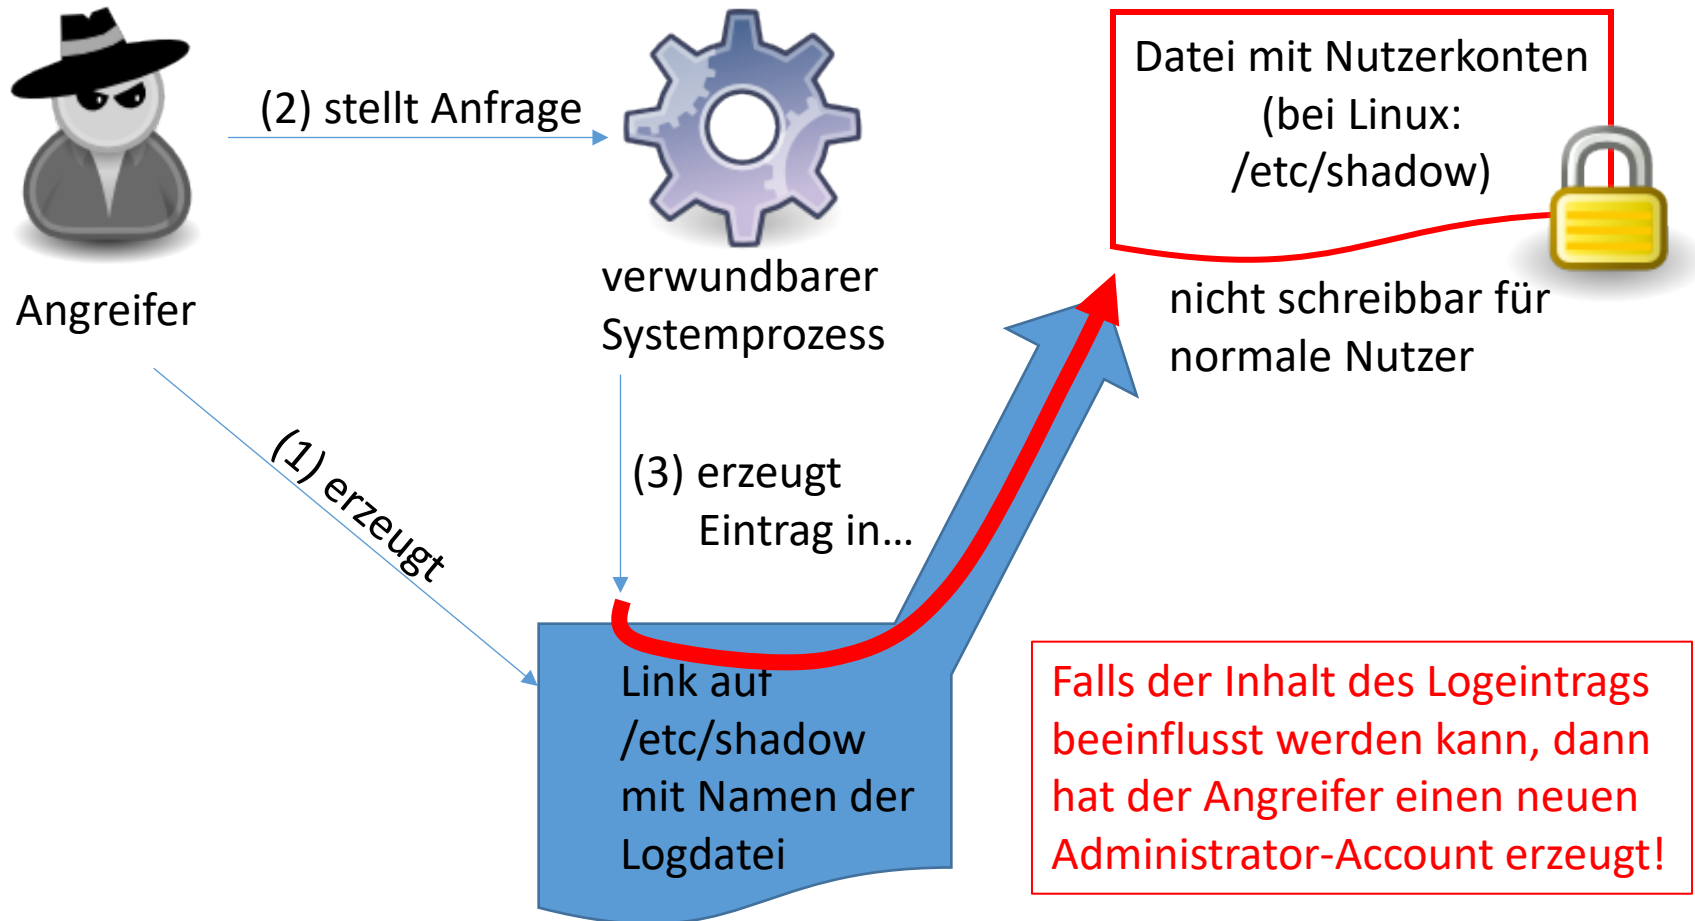 (2) stellt Anfrage
Datei mit Nutzerkonten
(bei Linux:
/etc/shadow)
Angreifer
verwundbarer
Systemprozess
nicht schreibbar für
normale Nutzer
(1) erzeugt
(3) erzeugt
Eintrag in…
Link auf
/etc/shadow
mit Namen der
Logdatei
Falls der Inhalt des Logeintrags
beeinflusst werden kann, dann
hat der Angreifer einen neuen
Administrator-Account erzeugt!